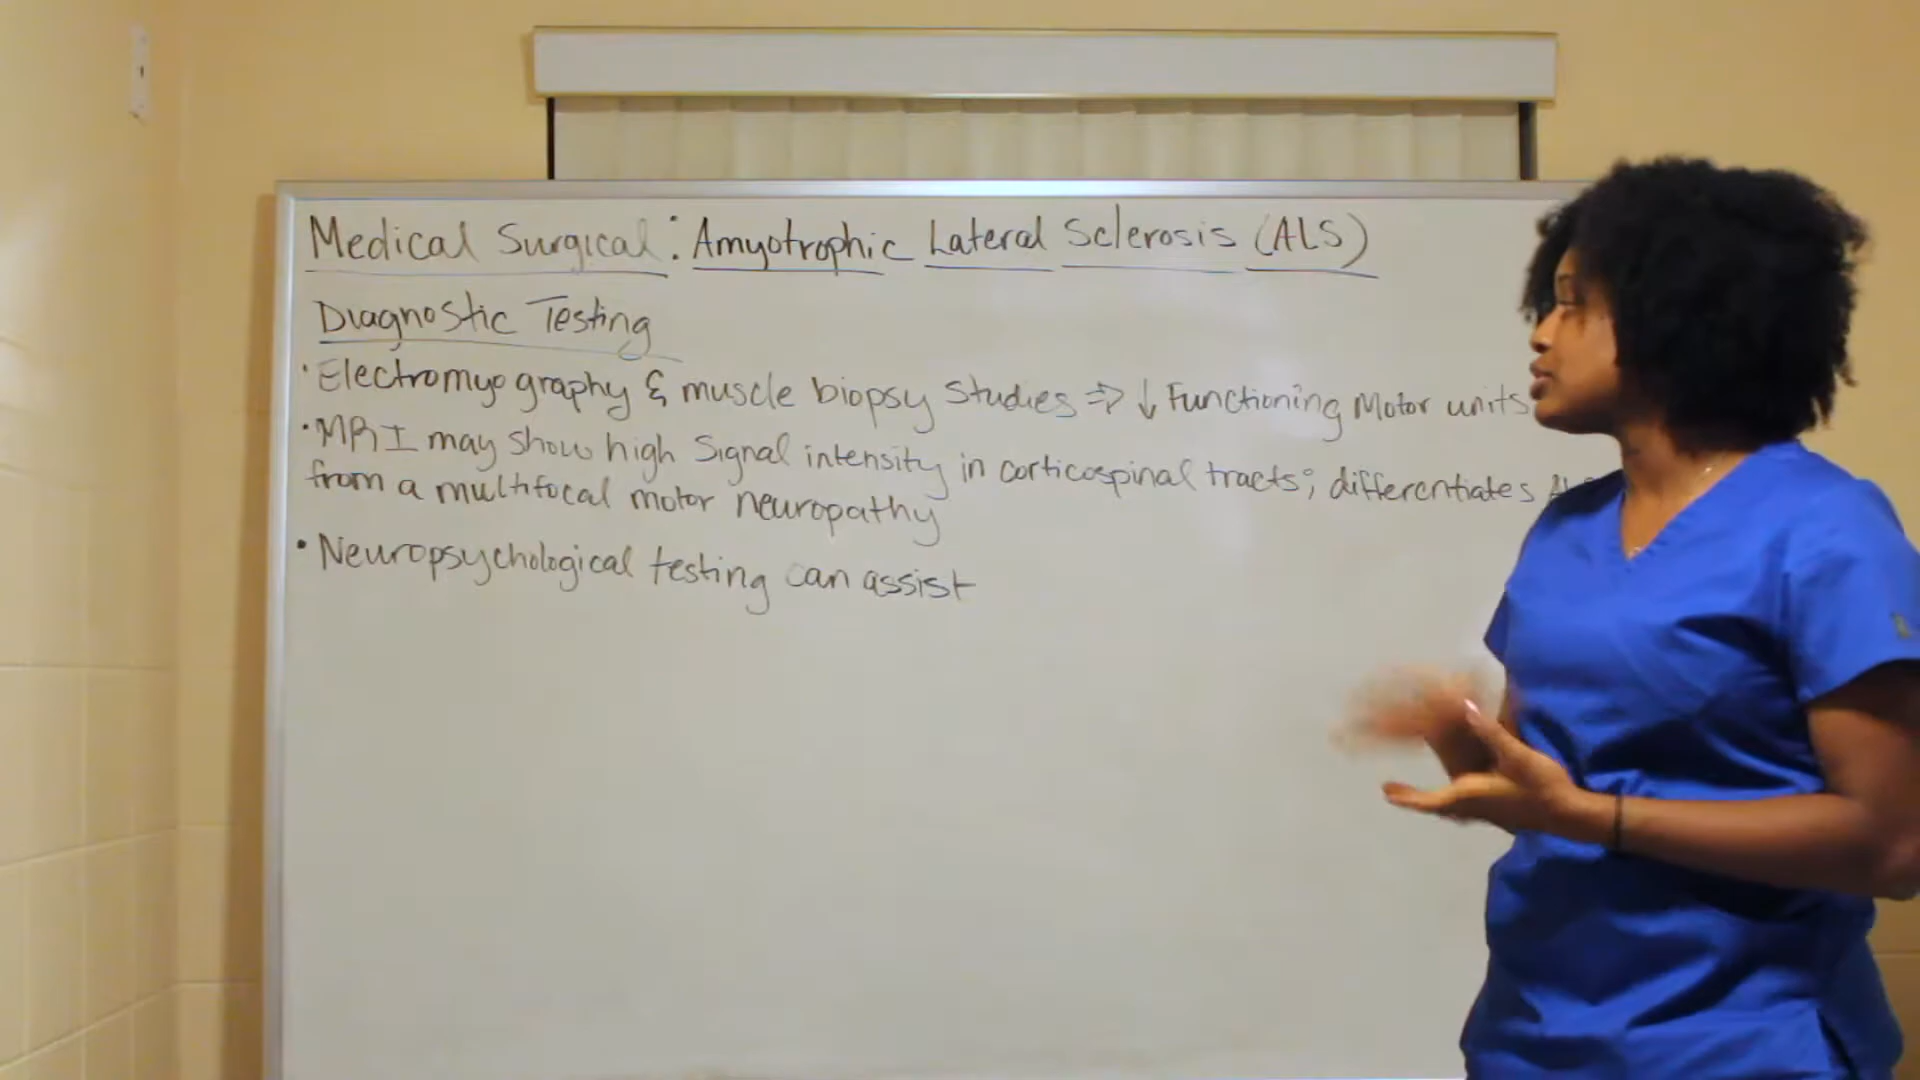 Medical Surgical: Amyotrophic Lateral Sclerosis (ALS)
Diagnostic Testing
• Electromyography & muscle biopsy studies ⇒ ↓ Functioning Motor units
• MRI may show high signal intensity in corticospinal tracts; differentiates
from a multifocal motor neuropathy
• Neuropsychological testing can assist